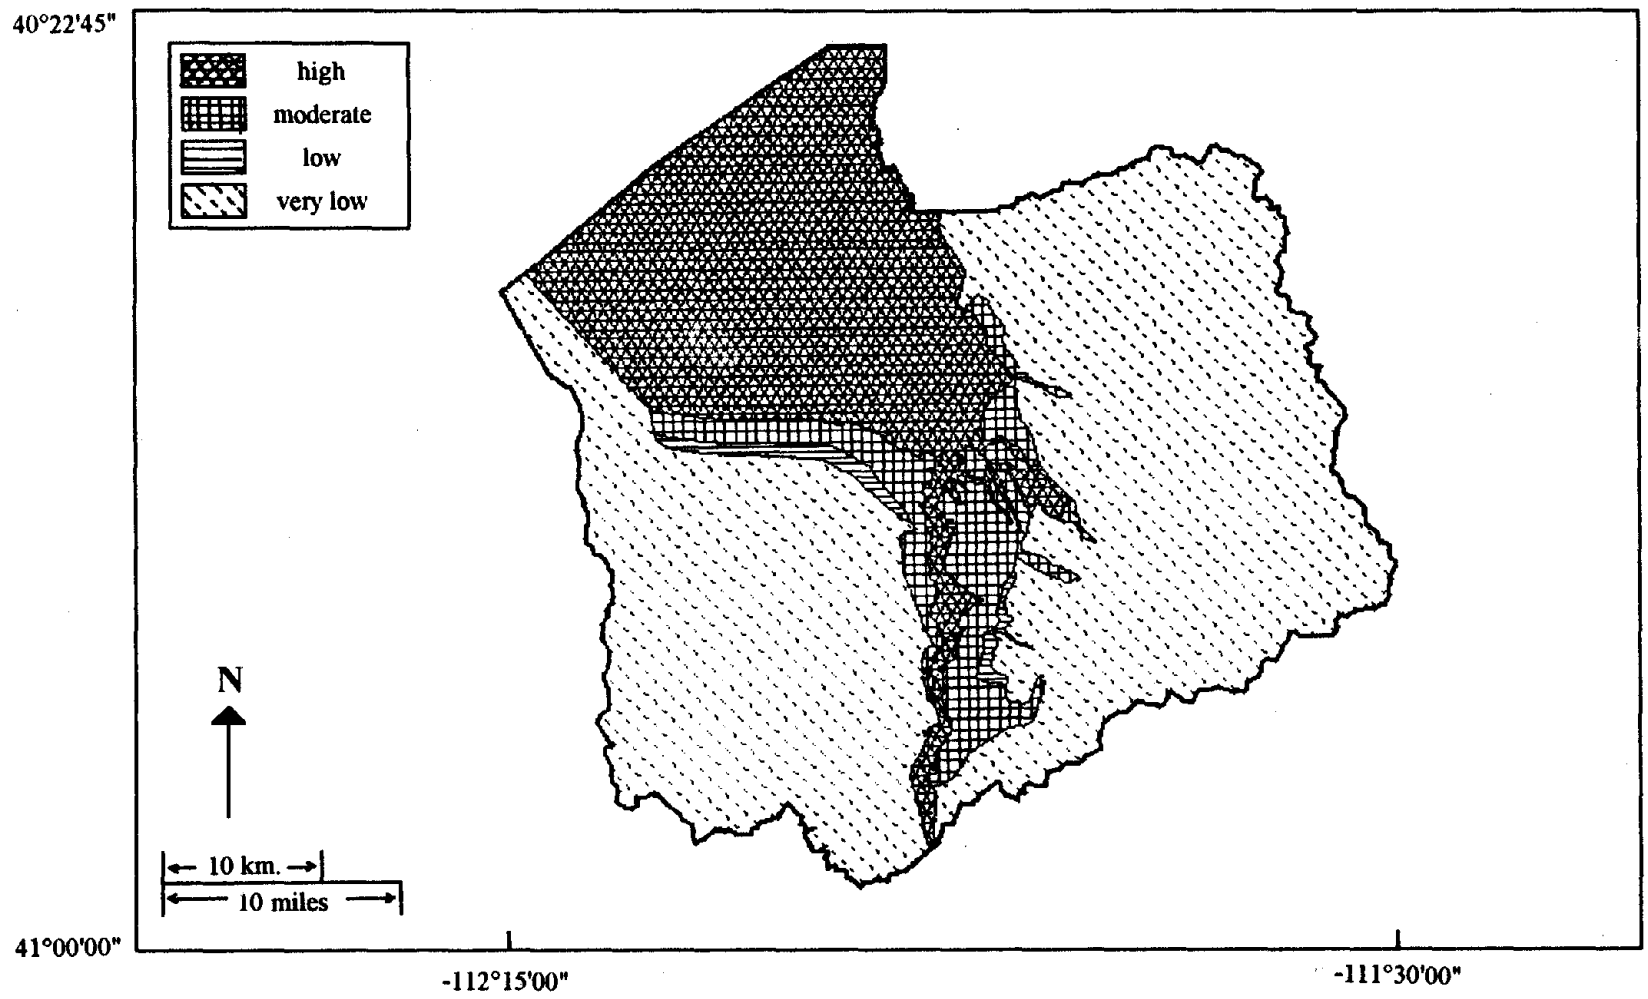 40°22'45"
high
moderate
low
very low
N
10 km.
10 miles
41°00'00"
-112°15'00"
-111°30'00"